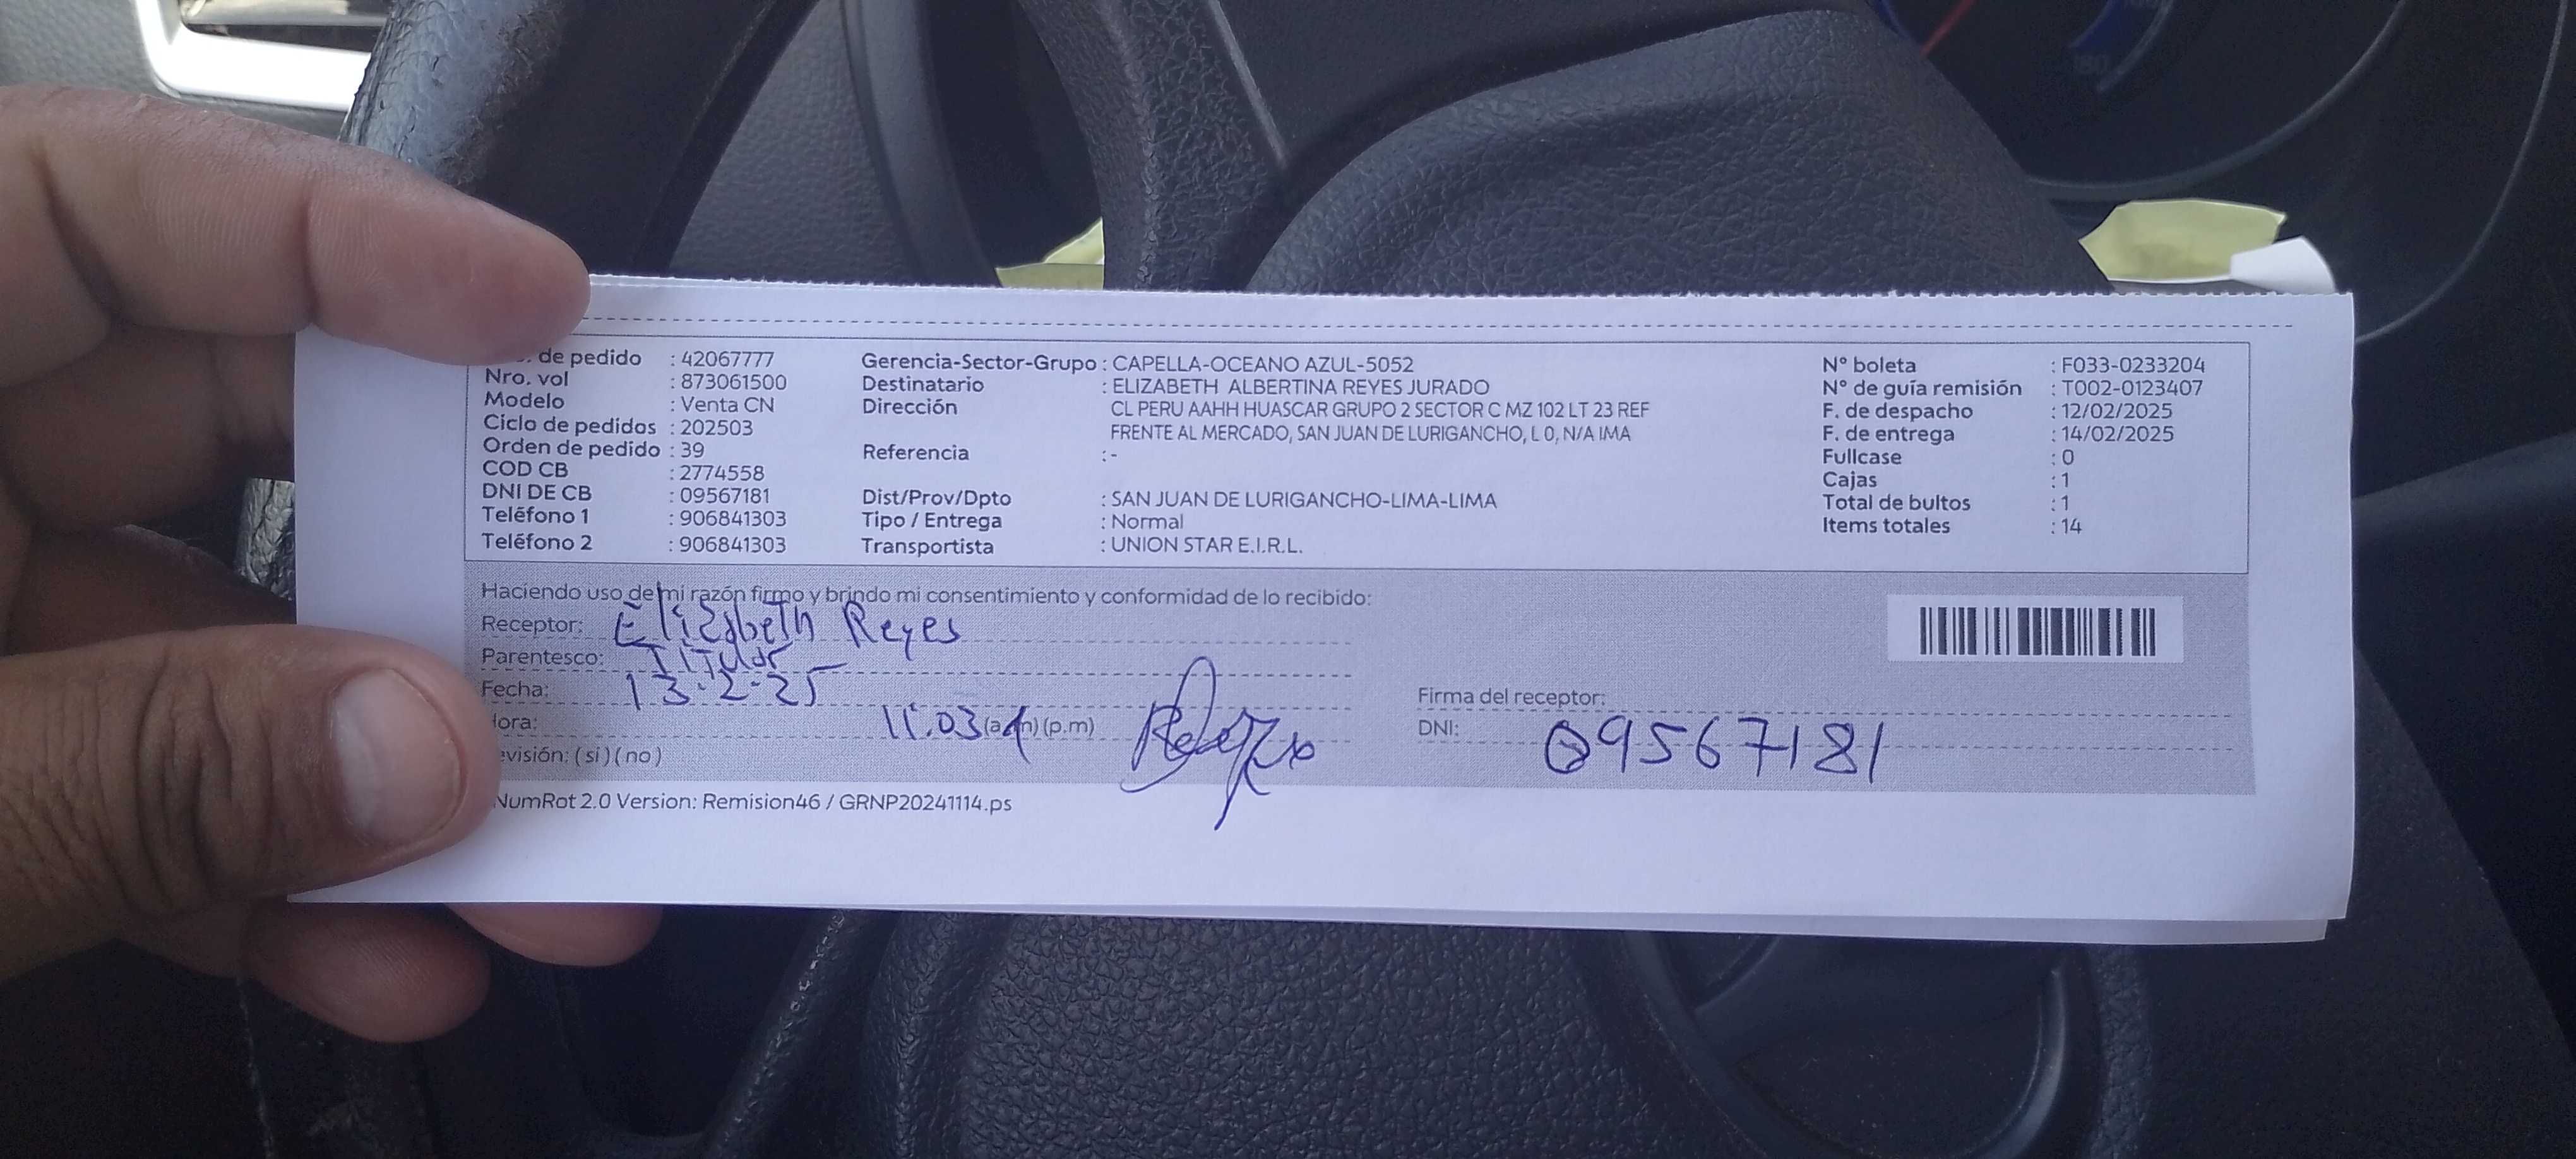 . de pedido : 42067777
Nro. vol : 873061500
Modelo : Venta CN
Ciclo de pedidos : 202503
Orden de pedido : 39
COD CB : 2774558
DNI DE CB : 09567181
Teléfono 1 : 906841303
Teléfono 2 : 906841303
Gerencia-Sector-Grupo : CAPELLA-OCEANO AZUL-5052
Destinatario : ELIZABETH ALBERTINA REYES JURADO
Dirección CL PERU AAHH HUASCAR GRUPO 2 SECTOR C MZ 102 LT 23 REF
FRENTE AL MERCADO, SAN JUAN DE LURIGANCHO, L 0, N/A IMA
Referencia : -
Dist/Prov/Dpto : SAN JUAN DE LURIGANCHO-LIMA-LIMA
Tipo / Entrega : Normal
Transportista : UNION STAR E.I.R.L.
N° boleta : F033-0233204
N° de guía remisión : T002-0123407
F. de despacho : 12/02/2025
F. de entrega : 14/02/2025
Fullcase : 0
Cajas : 1
Total de bultos : 1
Items totales : 14
Haciendo uso de mi razón firmo y brindo mi consentimiento y conformidad de lo recibido:
Receptor: Elizabeth Reyes
Parentesco: Titular
Fecha: 13-2-25
Hora: 11:03 (a.m) (p.m)
evisión: ( si ) ( no )
Firma del receptor:
DNI: 09567181
NumRot 2.0 Version: Remision46 / GRNP20241114.ps